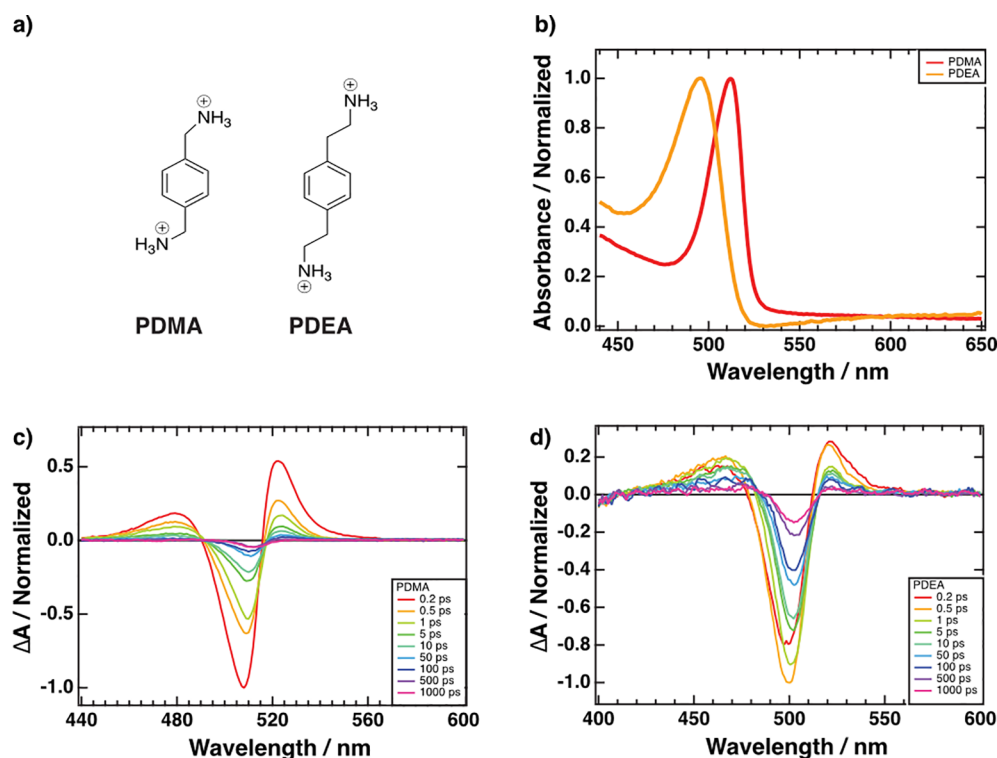 a)
⊕
NH3
⊕
H3N
PDMA
⊕
NH3
NH3
⊕
PDEA
b)
Absorbance / Normalized
1.0
0.8
0.6
0.4
0.2
0.0
PDMA
PDEA
450 500 550 600 650
Wavelength / nm
c)
ΔA / Normalized
0.5
0.0
-0.5
-1.0
PDMA
0.2 ps
0.5 ps
1 ps
5 ps
10 ps
50 ps
100 ps
500 ps
1000 ps
440 480 520 560 600
Wavelength / nm
d)
ΔA / Normalized
0.2
0.0
-0.2
-0.4
-0.6
-0.8
-1.0
PDEA
0.2 ps
0.5 ps
1 ps
5 ps
10 ps
50 ps
100 ps
500 ps
1000 ps
400 450 500 550 600
Wavelength / nm